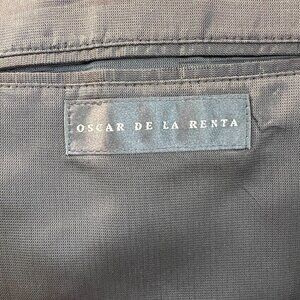 OSCAR DE LA RENTA